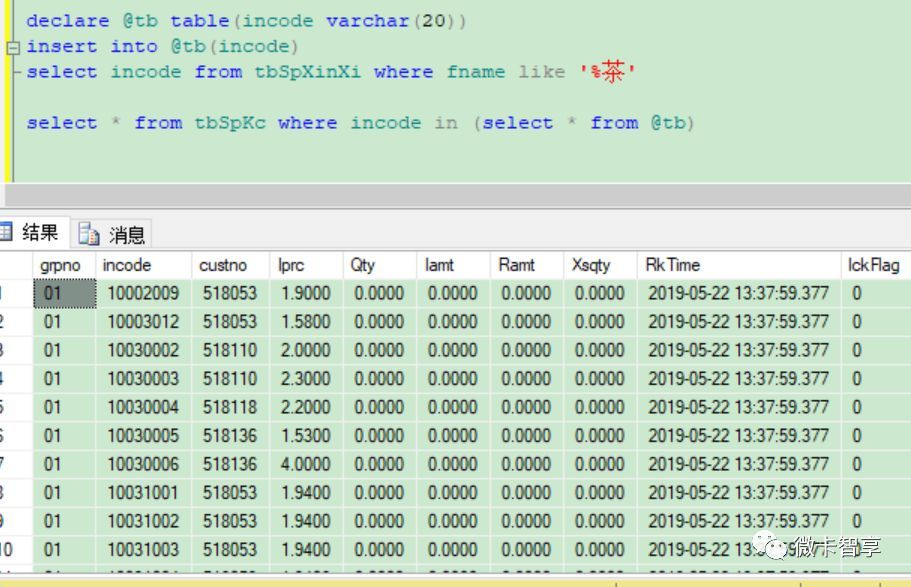 declare @tb table(incode varchar(20))
insert into @tb(incode)
select incode from tbSpXinXi where fname like '%茶'
select * from tbSpKc where incode in (select * from @tb)
结果 消息
grpno incode custno Iprc Qty Iamt Ramt Xsqty RkTime IckFlag
1 01 10002009 518053 1.9000 0.0000 0.0000 0.0000 0.0000 2019-05-22 13:37:59.377 0
2 01 10003012 518053 1.5800 0.0000 0.0000 0.0000 0.0000 2019-05-22 13:37:59.377 0
3 01 10030002 518110 2.0000 0.0000 0.0000 0.0000 0.0000 2019-05-22 13:37:59.377 0
4 01 10030003 518110 2.3000 0.0000 0.0000 0.0000 0.0000 2019-05-22 13:37:59.377 0
5 01 10030004 518118 2.2000 0.0000 0.0000 0.0000 0.0000 2019-05-22 13:37:59.377 0
6 01 10030005 518136 1.5300 0.0000 0.0000 0.0000 0.0000 2019-05-22 13:37:59.377 0
7 01 10030006 518136 4.0000 0.0000 0.0000 0.0000 0.0000 2019-05-22 13:37:59.377 0
8 01 10031001 518053 1.9400 0.0000 0.0000 0.0000 0.0000 2019-05-22 13:37:59.377 0
9 01 10031002 518053 1.9400 0.0000 0.0000 0.0000 0.0000 2019-05-22 13:37:59.377 0
10 01 10031003 518053 1.9400 0.0000 0.0000 0.0000 0.0000 2019-05-22 13:37:59.377 0
微卡智享